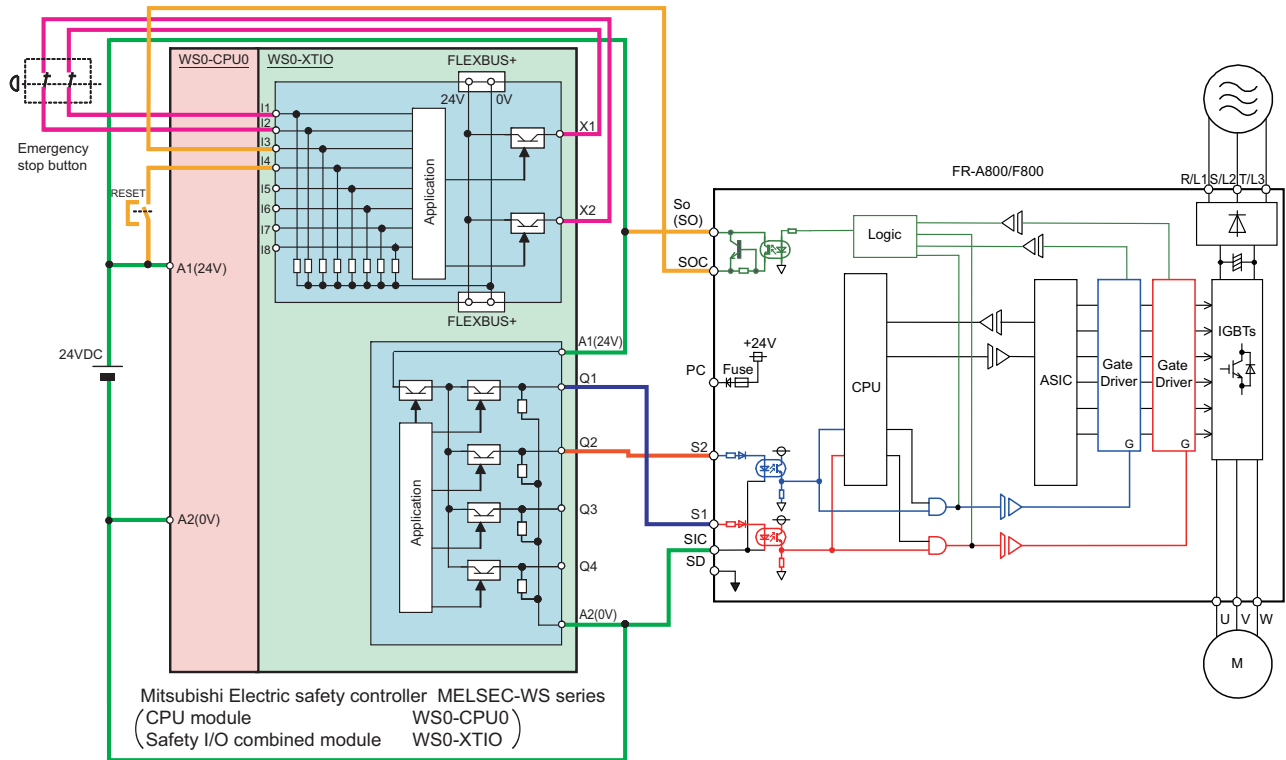 WS0-CPU0
WS0-XTIO
FLEXBUS+
24V
0V
I1
I2
I3
I4
I5
I6
I7
I8
Application
X1
X2
FLEXBUS+
Emergency
stop button
RESET
A1(24V)
24VDC
A2(0V)
A1(24V)
Q1
Q2
Q3
Q4
Application
A2(0V)
Mitsubishi Electric safety controller MELSEC-WS series
CPU module WS0-CPU0
Safety I/O combined module WS0-XTIO
FR-A800/F800
R/L1 S/L2 T/L3
So
(SO)
SOC
Logic
+24V
PC
Fuse
CPU
ASIC
Gate
Driver
G
Gate
Driver
G
IGBTs
S2
S1
SIC
SD
U
V
W
M